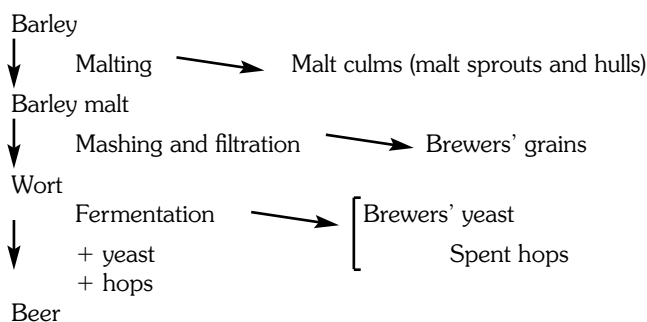 Barley
Malting Malt culms (malt sprouts and hulls)
Barley malt
Mashing and filtration Brewers’ grains
Wort
Fermentation Brewers’ yeast
+ yeast Spent hops
+ hops
Beer